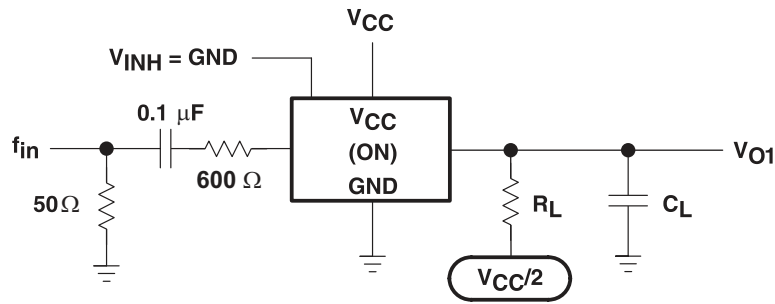 VCC
VINH = GND
0.1 μF
VCC
fin
(ON)
VO1
600 Ω
GND
50Ω
RL
CL
VCC/2